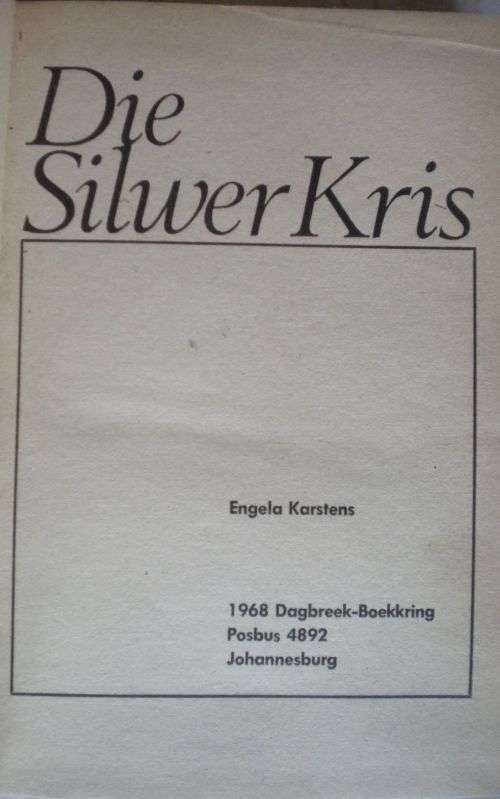 Die
Silwer Kris
Engela Karstens
1968 Dagbreek-Boekkring
Posbus 4892
Johannesburg